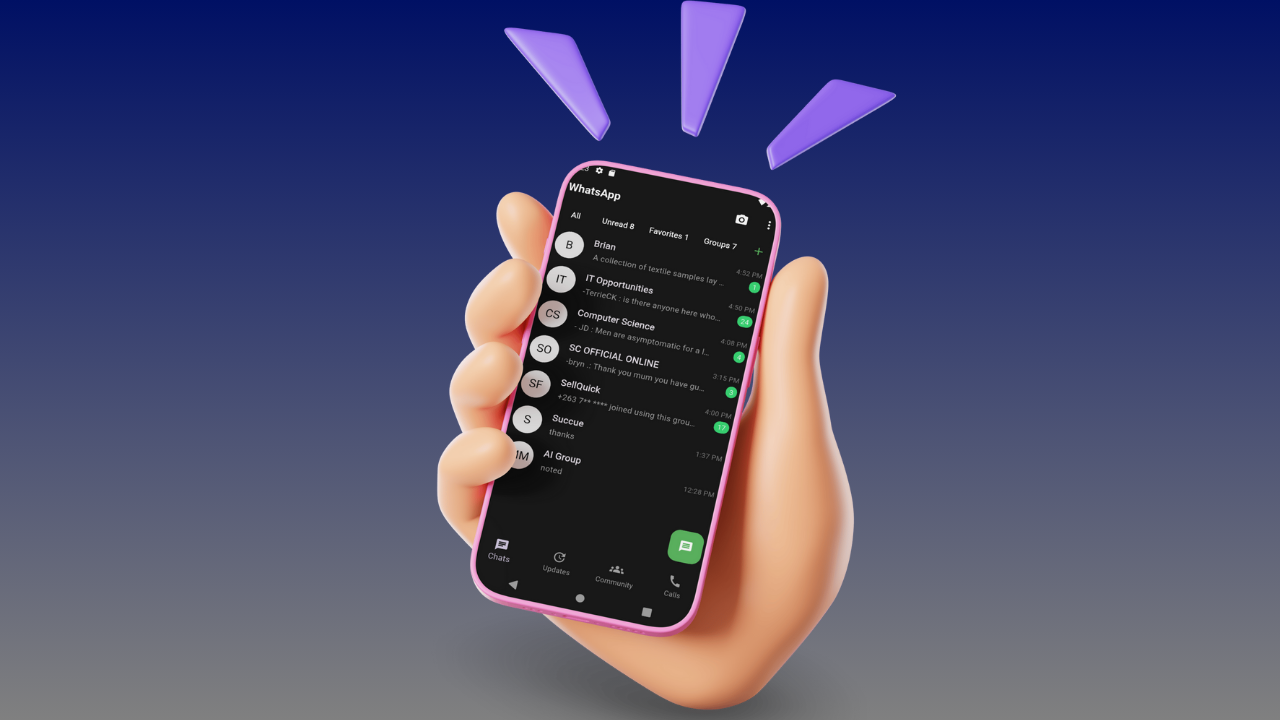 WhatsApp
All Unread 8 Favorites 1 Groups 7 +
B Brian 4:52 PM
A collection of textile samples lay ... 1
IT IT Opportunities 4:50 PM
-TerrieCK : is there anyone here who... 24
CS Computer Science 4:08 PM
- JD : Men are asymptomatic for a l... 4
SO SC OFFICIAL ONLINE 3:15 PM
-bryn .: Thank you mum you have gu... 3
SF SellQuick 4:00 PM
+263 7** **** joined using this grou... 17
S Succue 1:37 PM
thanks
AI Group 12:28 PM
noted
Chats Updates Community Calls